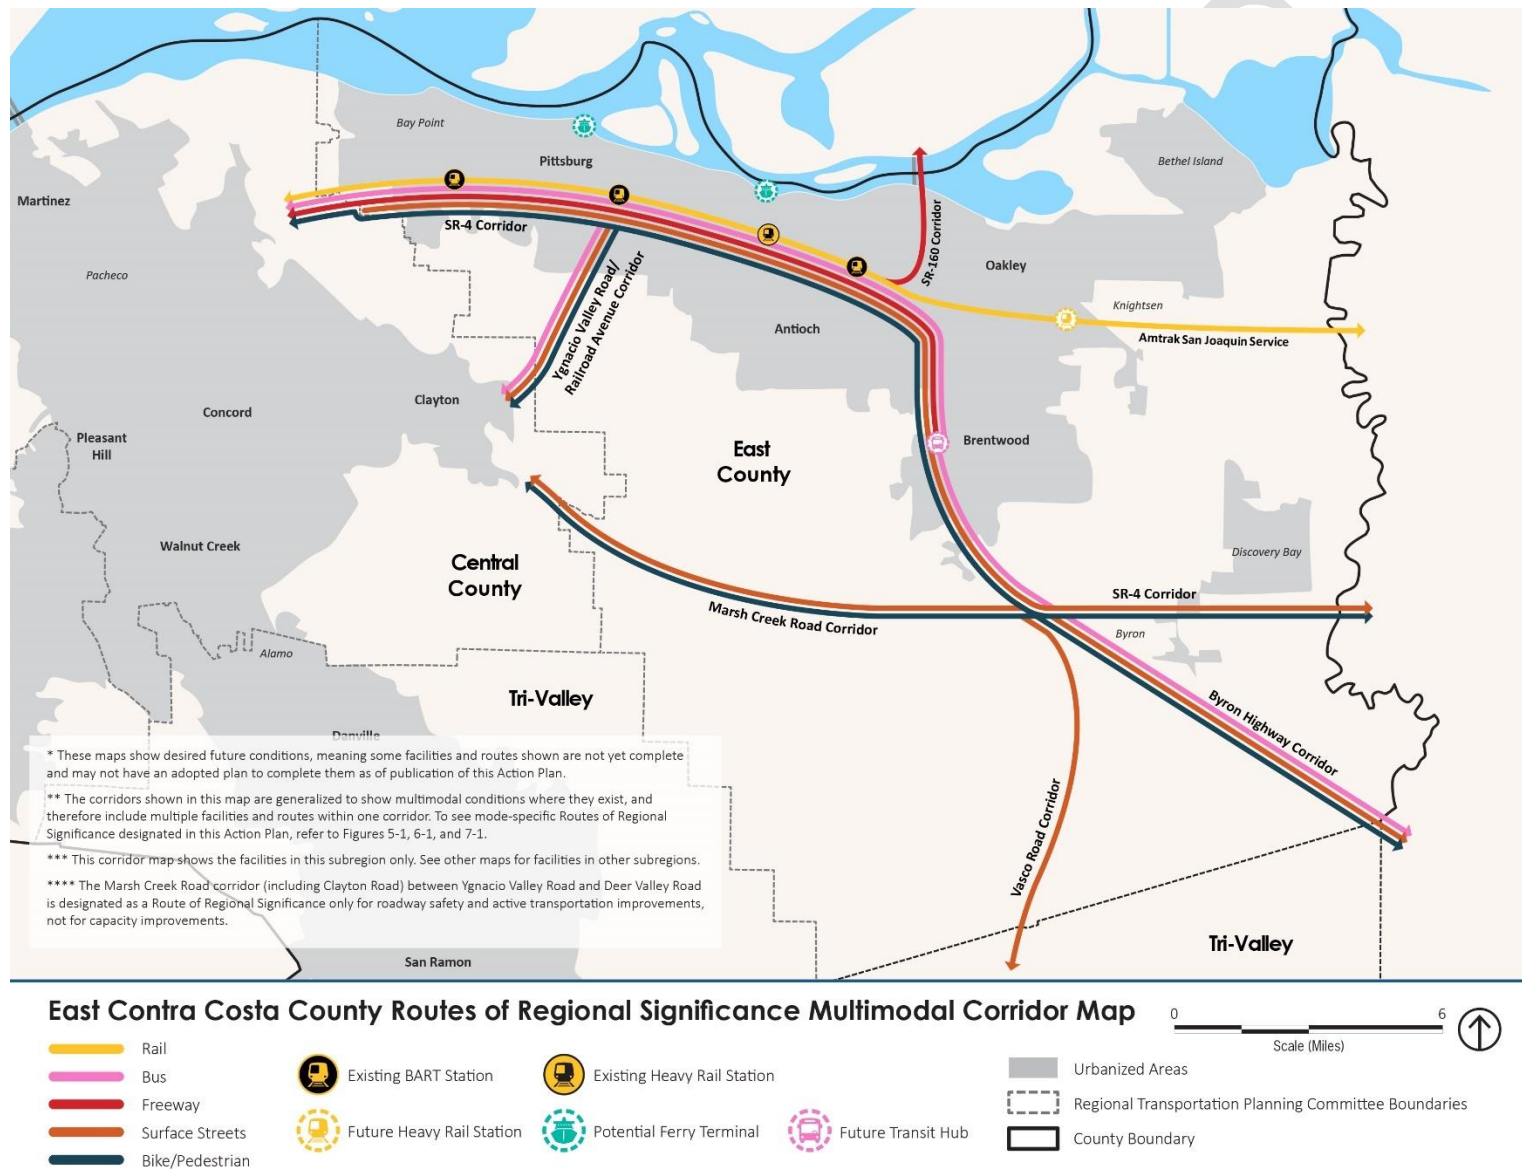 Bay Point
Pittsburg
Bethel Island
Martinez
SR-4 Corridor
SR-160 Corridor
Oakley
Pacheco
Ygnacio Valley Road/
Railroad Avenue Corridor
Knightsen
Antioch
Amtrak San Joaquin Service
Clayton
Concord
Pleasant
Hill
East
County
Brentwood
Walnut Creek
Central
County
Discovery Bay
SR-4 Corridor
Marsh Creek Road Corridor
Byron
Alamo
Tri-Valley
Byron Highway Corridor
Danville
Vasco Road Corridor
* These maps show desired future conditions, meaning some facilities and routes shown are not yet complete
and may not have an adopted plan to complete them as of publication of this Action Plan.
** The corridors shown in this map are generalized to show multimodal conditions where they exist, and
therefore include multiple facilities and routes within one corridor. To see mode-specific Routes of Regional
Significance designated in this Action Plan, refer to Figures 5-1, 6-1, and 7-1.
*** This corridor map shows the facilities in this subregion only. See other maps for facilities in other subregions.
**** The Marsh Creek Road corridor (including Clayton Road) between Ygnacio Valley Road and Deer Valley Road
is designated as a Route of Regional Significance only for roadway safety and active transportation improvements,
not for capacity improvements.
Tri-Valley
San Ramon
East Contra Costa County Routes of Regional Significance Multimodal Corridor Map
0 6
Scale (Miles)
Rail
Bus
Freeway
Surface Streets
Bike/Pedestrian
Existing BART Station
Future Heavy Rail Station
Existing Heavy Rail Station
Potential Ferry Terminal
Future Transit Hub
Urbanized Areas
Regional Transportation Planning Committee Boundaries
County Boundary